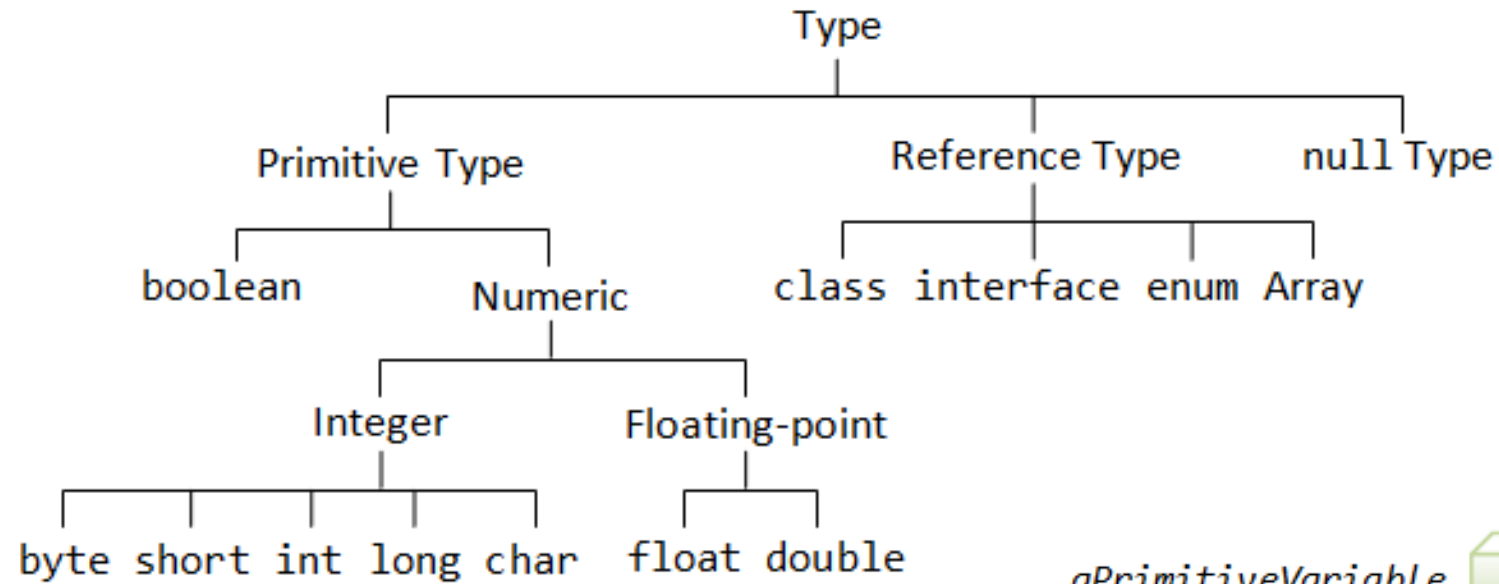 Type
Primitive Type Reference Type null Type
boolean Numeric class interface enum Array
Integer Floating-point
byte short int long char float double
aPrimitiveVariable